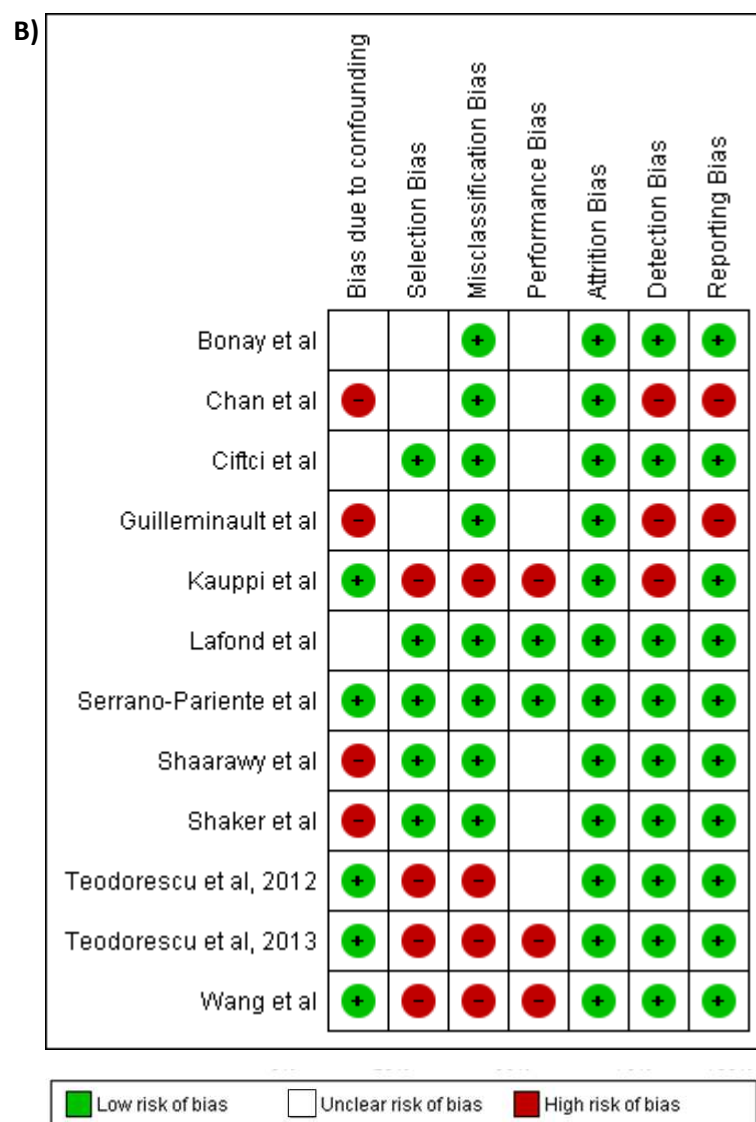 B)
Bias due to confounding
Selection Bias
Misclassification Bias
Performance Bias
Attrition Bias
Detection Bias
Reporting Bias
Bonay et al + + + +
Chan et al - + + - -
Ciftci et al + + + + +
Guilleminault et al - + + - -
Kauppi et al + - - - + - +
Lafond et al + + + + + +
Serrano-Pariente et al + + + + + + +
Shaarawy et al - + + + + +
Shaker et al - + + + + +
Teodorescu et al, 2012 + - - + + +
Teodorescu et al, 2013 + - - - + + +
Wang et al + - - - + + +
Low risk of bias Unclear risk of bias High risk of bias